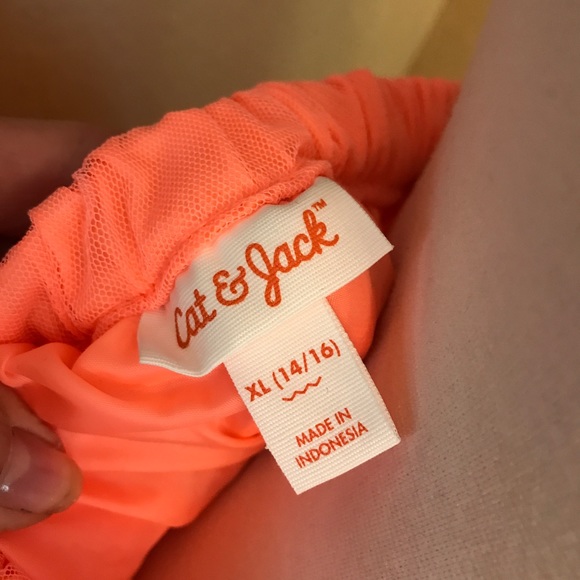 Cat & Jack™
XL (14/16)
MADE IN
INDONESIA